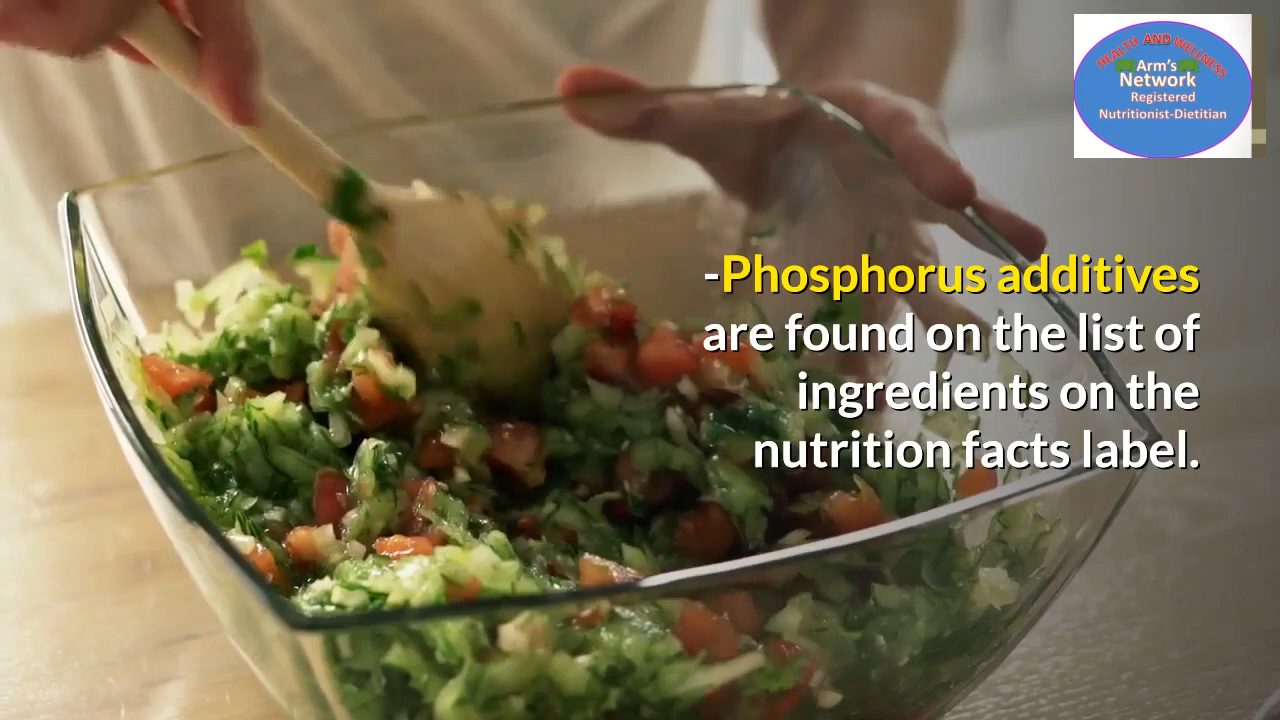 HEALTH AND WELLNESS
Arm's
Network
Registered
Nutritionist-Dietitian
-Phosphorus additives
are found on the list of
ingredients on the
nutrition facts label.